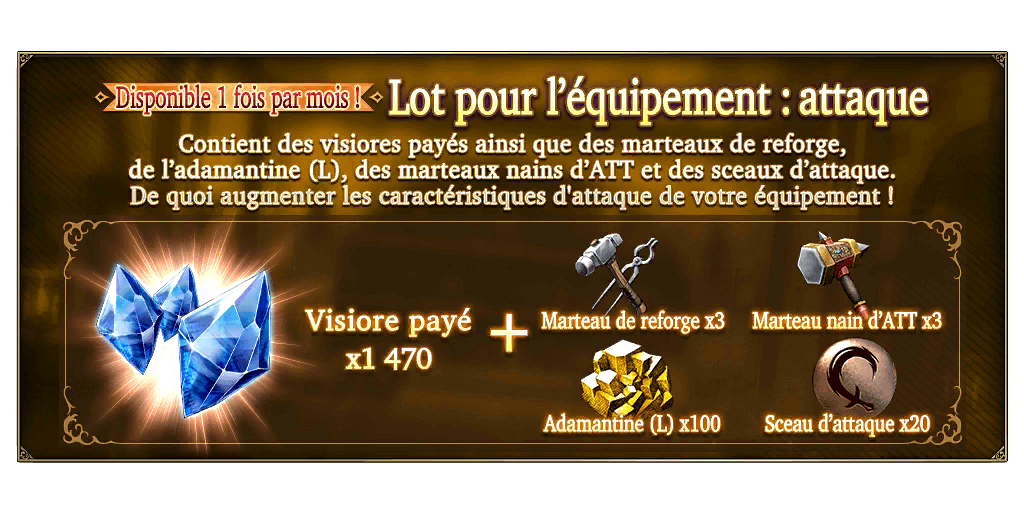 Disponible 1 fois par mois !
Lot pour l'équipement : attaque
Contient des visiores payés ainsi que des marteaux de reforge,
de l'adamantine (L), des marteaux nains d'ATT et des sceaux d'attaque.
De quoi augmenter les caractéristiques d'attaque de votre équipement !
Visiore payé
x1 470
+
Marteau de reforge x3
Marteau nain d'ATT x3
Adamantine (L) x100
Sceau d'attaque x20